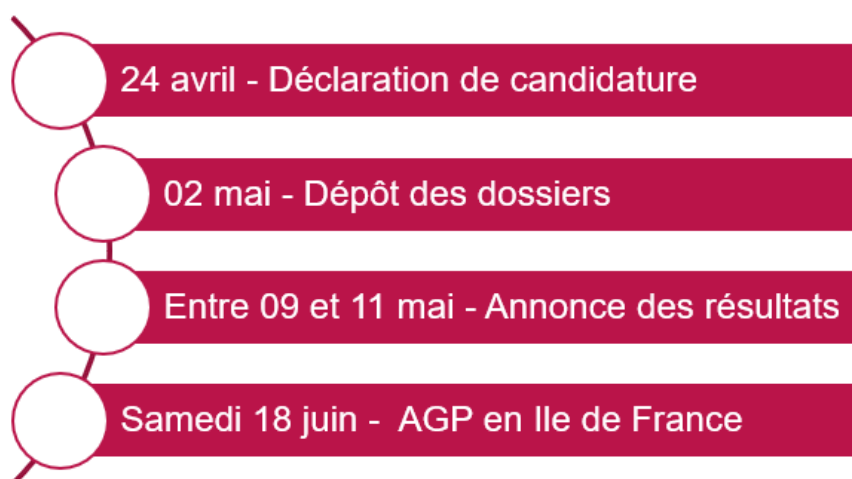 24 avril - Déclaration de candidature
02 mai - Dépôt des dossiers
Entre 09 et 11 mai - Annonce des résultats
Samedi 18 juin -  AGP en Ile de France